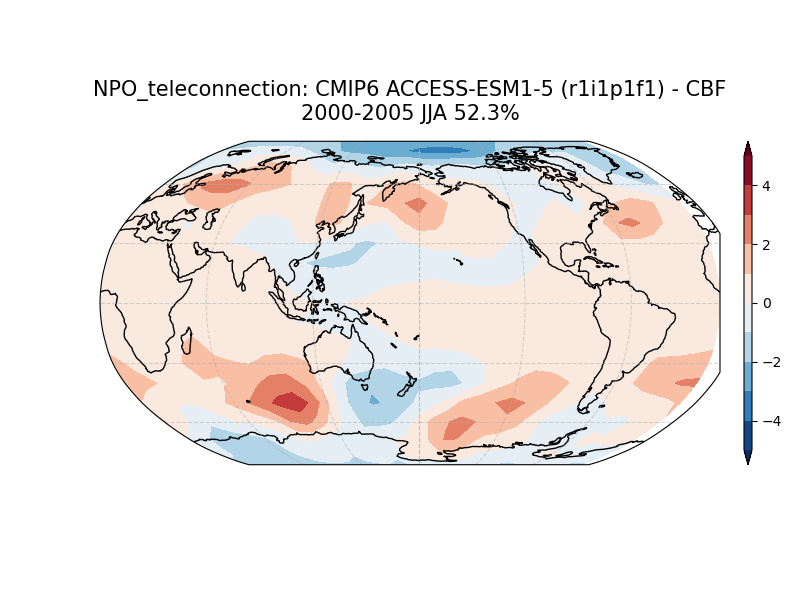 NPO_teleconnection: CMIP6 ACCESS-ESM1-5 (r1i1p1f1) - CBF
2000-2005 JJA 52.3%
4
2
0
−2
−4